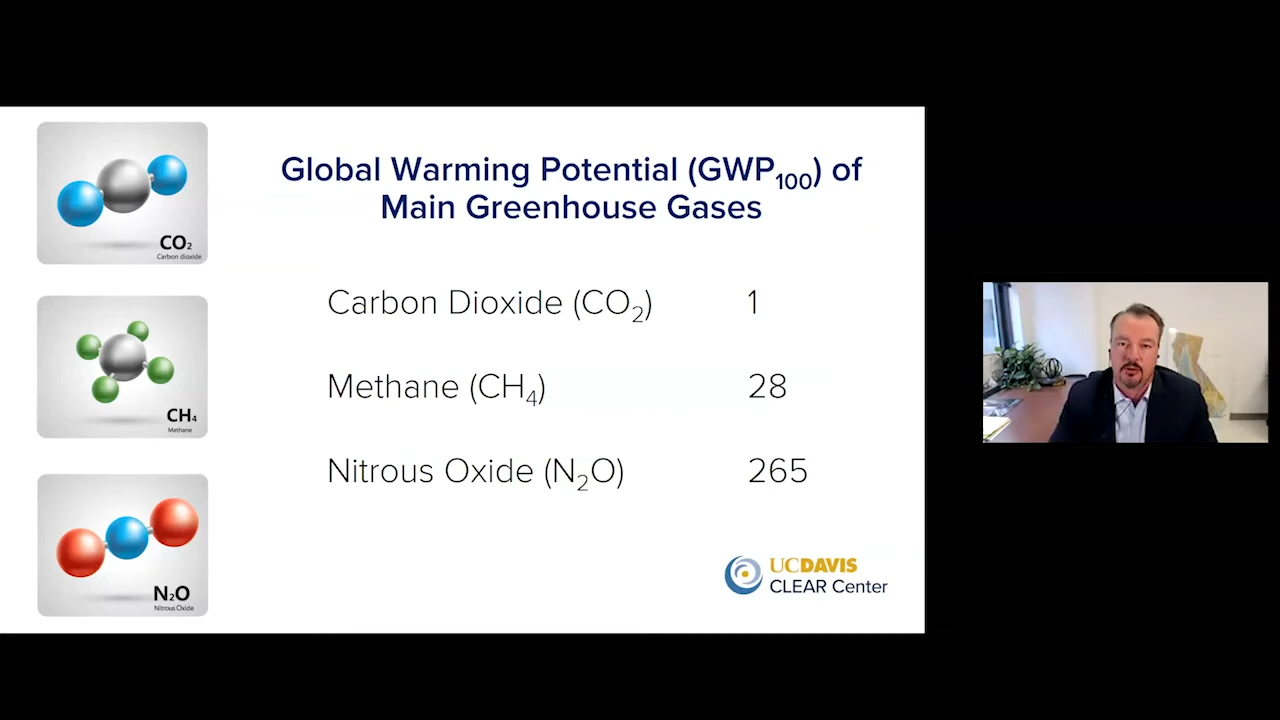 Global Warming Potential (GWP₁₀₀) of
Main Greenhouse Gases
CO₂
Carbon dioxide
Carbon Dioxide (CO₂) 1
CH₄
Methane
Methane (CH₄) 28
N₂O
Nitrous Oxide
Nitrous Oxide (N₂O) 265
UCDAVIS
CLEAR Center